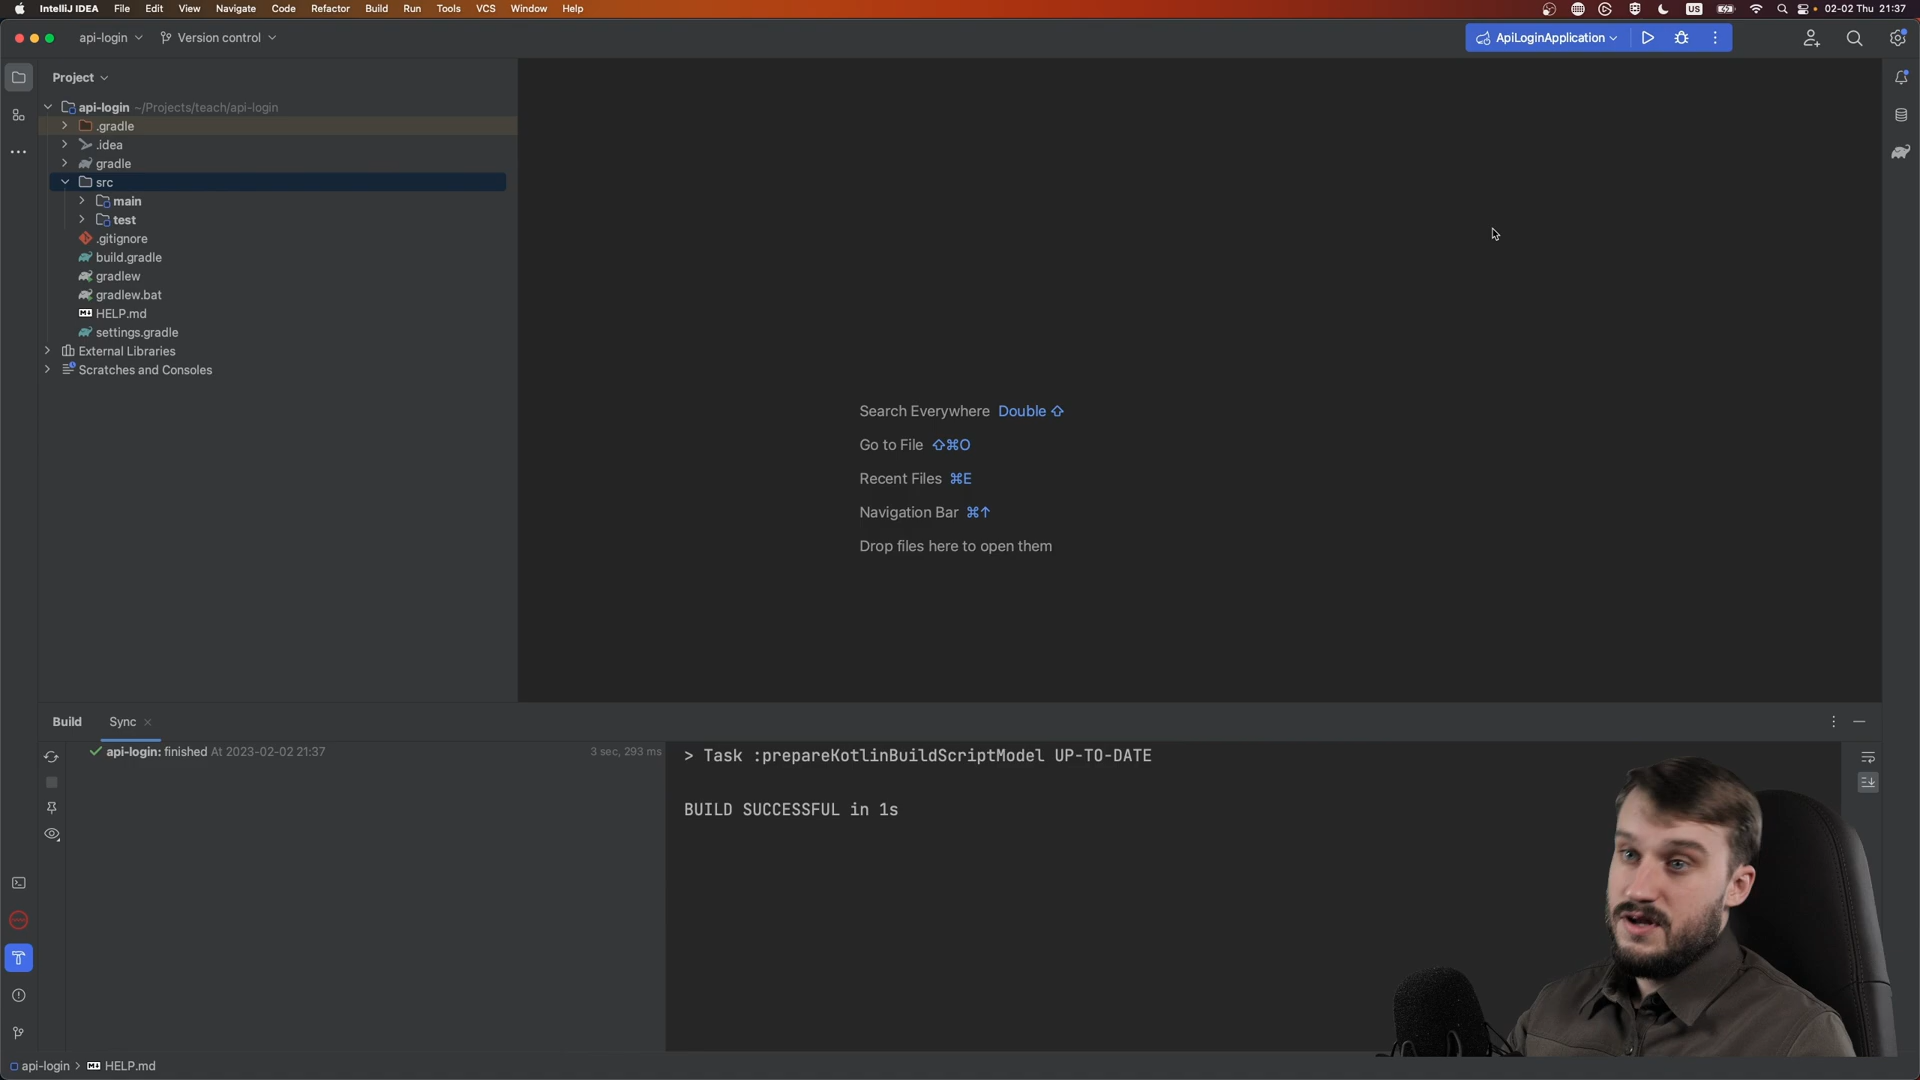 IntelliJ IDEA File Edit View Navigate Code Refactor Build Run Tools VCS Window Help US 02-02 Thu 21:37
api-login Version control ApiLoginApplication
Project
api-login ~/Projects/teach/api-login
.gradle
.idea
gradle
src
main
test
.gitignore
build.gradle
gradlew
gradlew.bat
HELP.md
settings.gradle
External Libraries
Scratches and Consoles
Search Everywhere Double ⇧
Go to File ⇧⌘O
Recent Files ⌘E
Navigation Bar ⌘↑
Drop files here to open them
Build Sync
api-login: finished At 2023-02-02 21:37 3 sec, 293 ms
> Task :prepareKotlinBuildScriptModel UP-TO-DATE
BUILD SUCCESSFUL in 1s
api-login > HELP.md